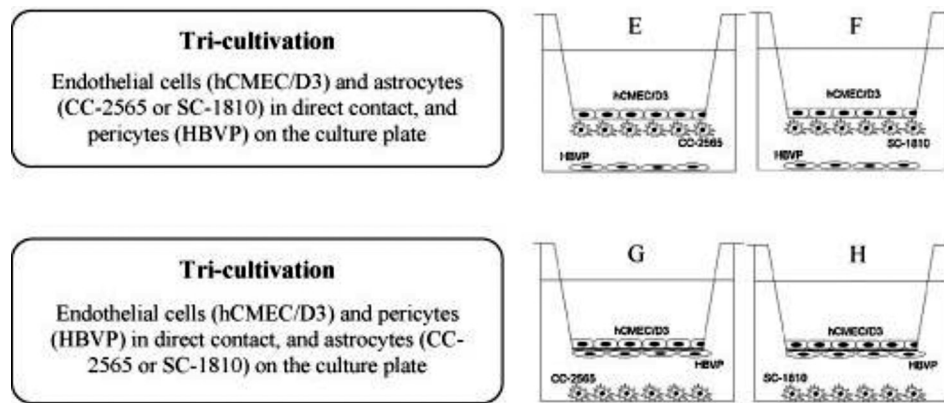 Tri-cultivation
Endothelial cells (hCMEC/D3) and astrocytes
(CC-2565 or SC-1810) in direct contact, and
pericytes (HBVP) on the culture plate
E
hCMEC/D3
CC-2565
HBVP
F
hCMEC/D3
SC-1810
HBVP
Tri-cultivation
Endothelial cells (hCMEC/D3) and pericytes
(HBVP) in direct contact, and astrocytes (CC-
2565 or SC-1810) on the culture plate
G
hCMEC/D3
HBVP
CC-2565
H
hCMEC/D3
HBVP
SC-1810